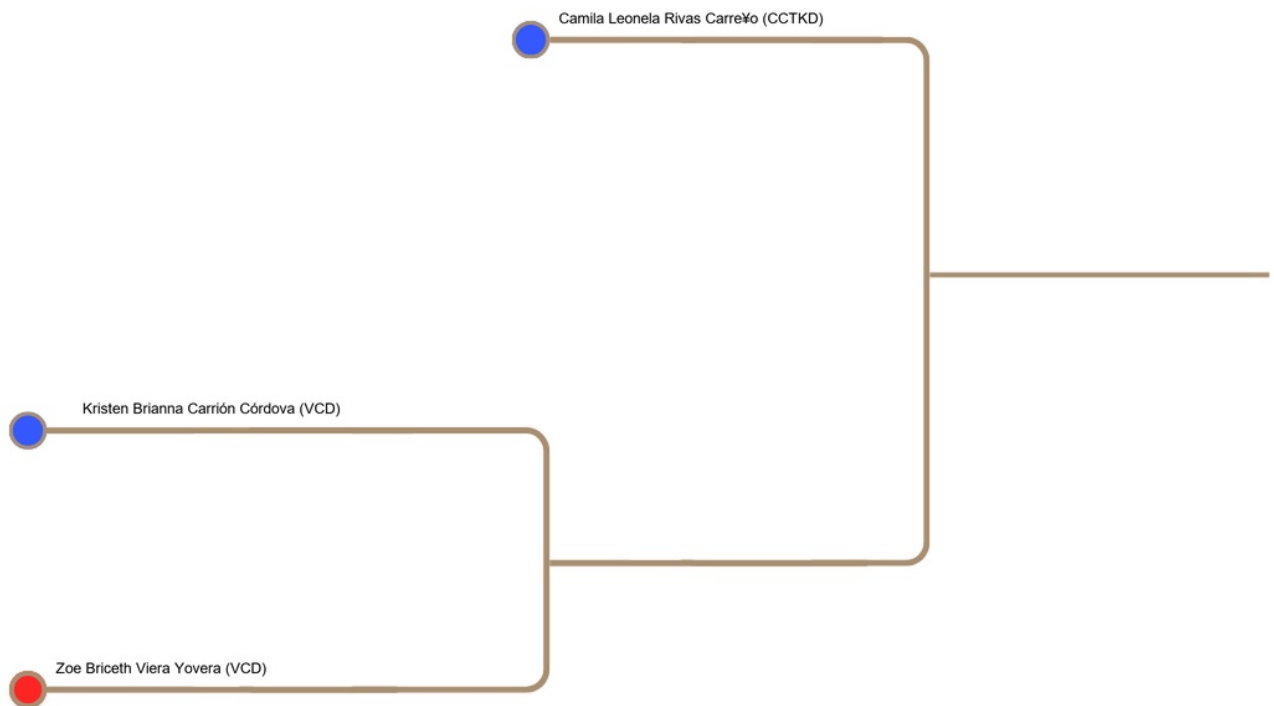 Camila Leonela Rivas Carre¥o (CCTKD)
Kristen Brianna Carrión Córdova (VCD)
Zoe Briceth Viera Yovera (VCD)